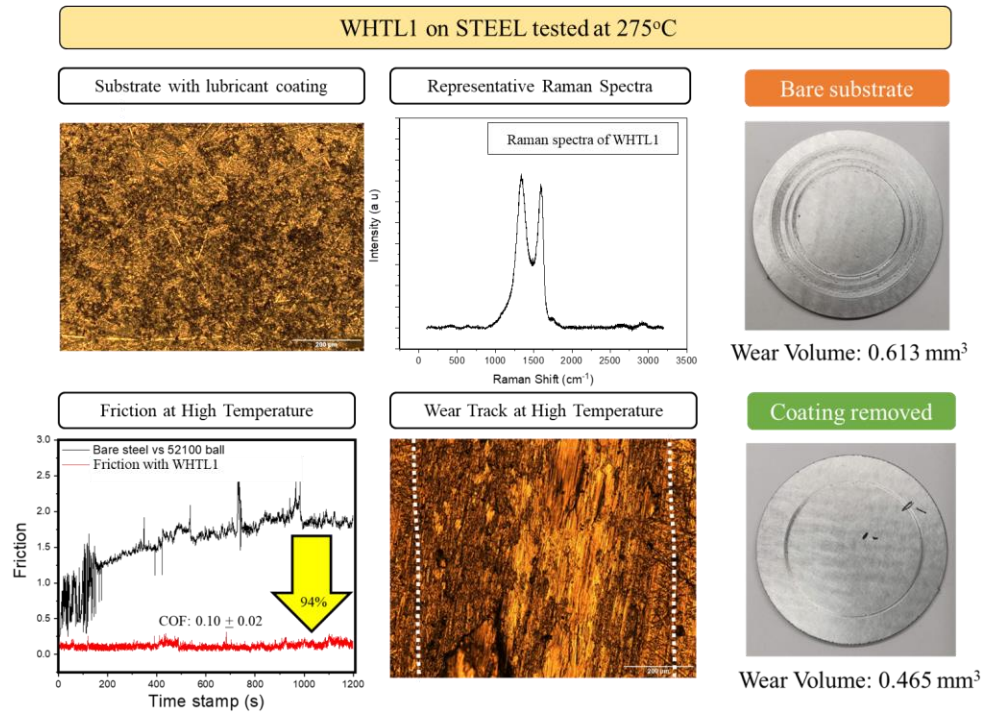 WHTL1 on STEEL tested at 275°C
Substrate with lubricant coating
Representative Raman Spectra
Bare substrate
200 µm
Raman spectra of WHTL1
Intensity (a u)
0 500 1000 1500 2000 2500 3000 3500
Raman Shift (cm⁻¹)
Wear Volume: 0.613 mm³
Friction at High Temperature
Wear Track at High Temperature
Coating removed
3.0
2.5
2.0
1.5
1.0
0.5
0.0
Bare steel vs 52100 ball
Friction with WHTL1
94%
COF: 0.10 ± 0.02
Friction
0 200 400 600 800 1000 1200
Time stamp (s)
200 µm
Wear Volume: 0.465 mm³